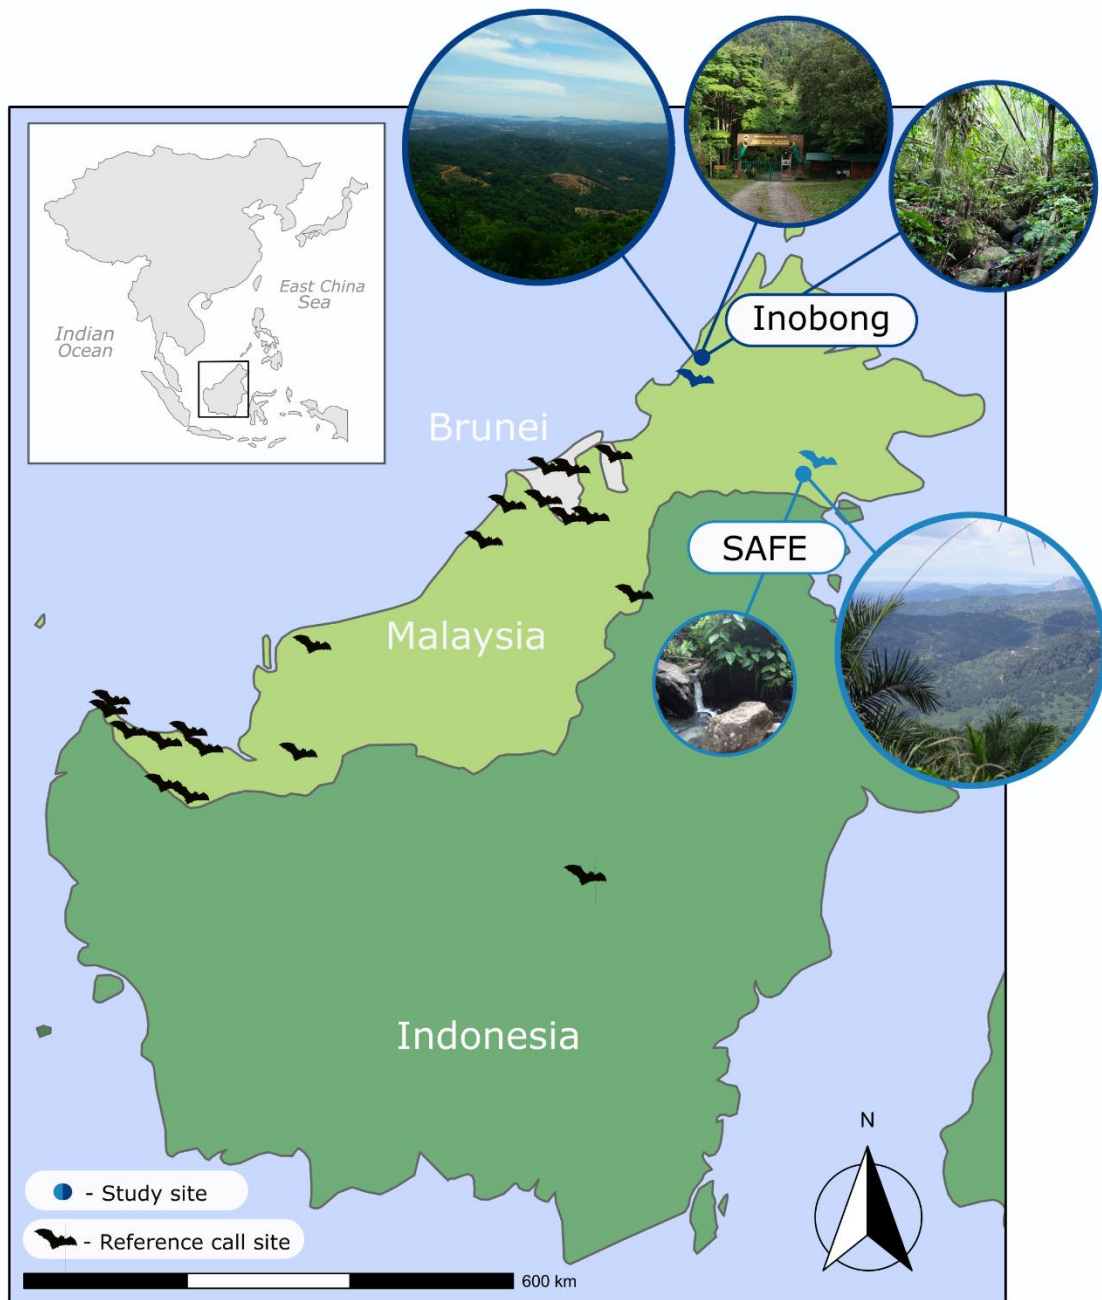 East China
Sea
Indian
Ocean
Inobong
Brunei
SAFE
Malaysia
Indonesia
N
- Study site
- Reference call site
600 km